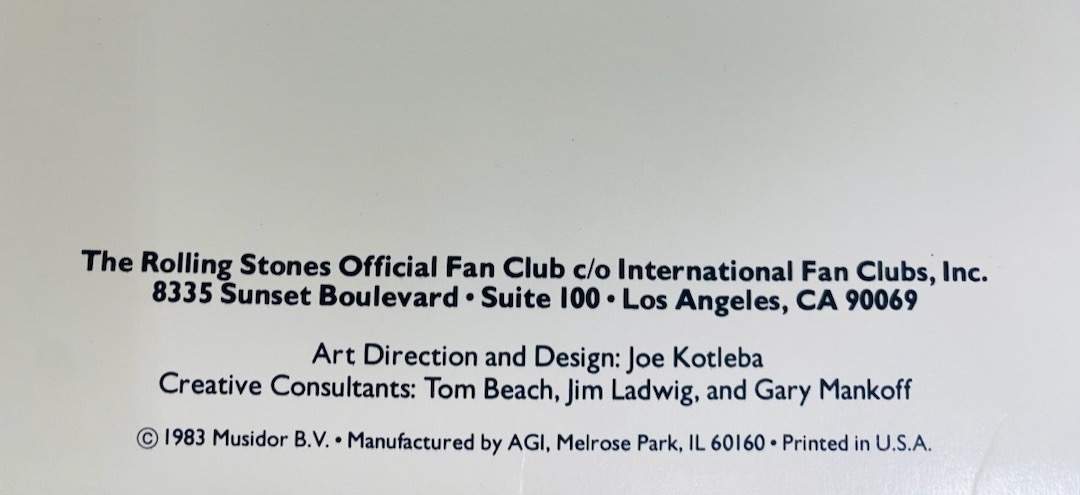 The Rolling Stones Official Fan Club c/o International Fan Clubs, Inc.
8335 Sunset Boulevard • Suite 100 • Los Angeles, CA 90069
Art Direction and Design: Joe Kotleba
Creative Consultants: Tom Beach, Jim Ladwig, and Gary Mankoff
© 1983 Musidor B.V. • Manufactured by AGI, Melrose Park, IL 60160 • Printed in U.S.A.